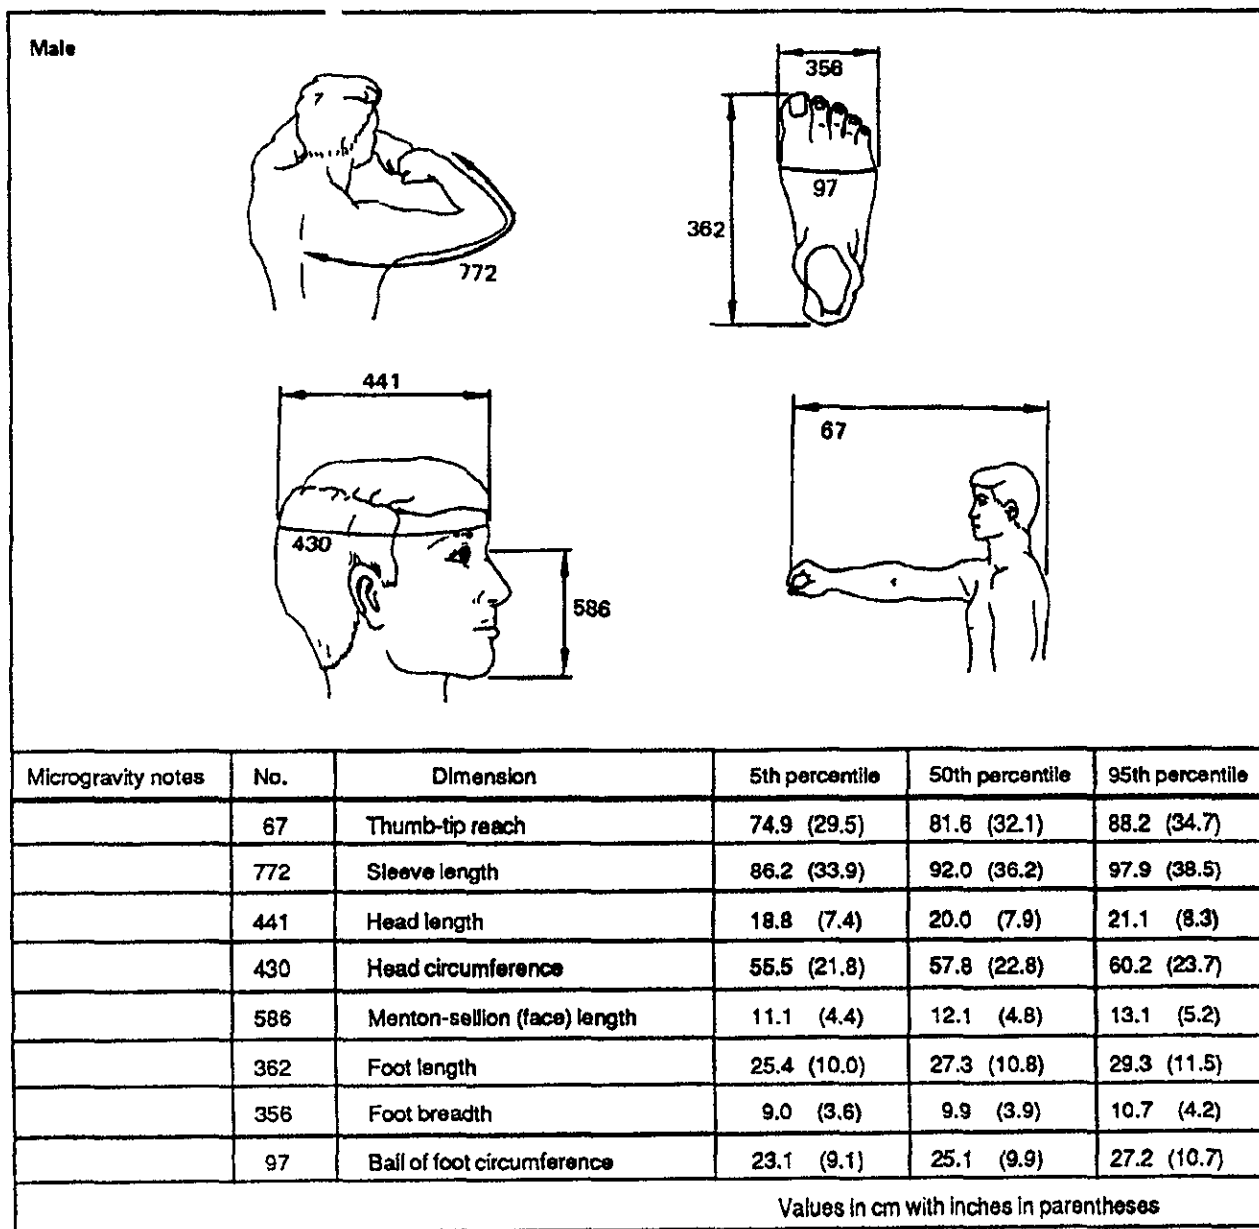 Male
356
97
362
772
441
430
586
67
Microgravity notes No. Dimension 5th percentile 50th percentile 95th percentile
67 Thumb-tip reach 74.9 (29.5) 81.6 (32.1) 88.2 (34.7)
772 Sleeve length 86.2 (33.9) 92.0 (36.2) 97.9 (38.5)
441 Head length 18.8 (7.4) 20.0 (7.9) 21.1 (8.3)
430 Head circumference 55.5 (21.8) 57.8 (22.8) 60.2 (23.7)
586 Menton-sellion (face) length 11.1 (4.4) 12.1 (4.8) 13.1 (5.2)
362 Foot length 25.4 (10.0) 27.3 (10.8) 29.3 (11.5)
356 Foot breadth 9.0 (3.6) 9.9 (3.9) 10.7 (4.2)
97 Ball of foot circumference 23.1 (9.1) 25.1 (9.9) 27.2 (10.7)
Values in cm with inches in parentheses